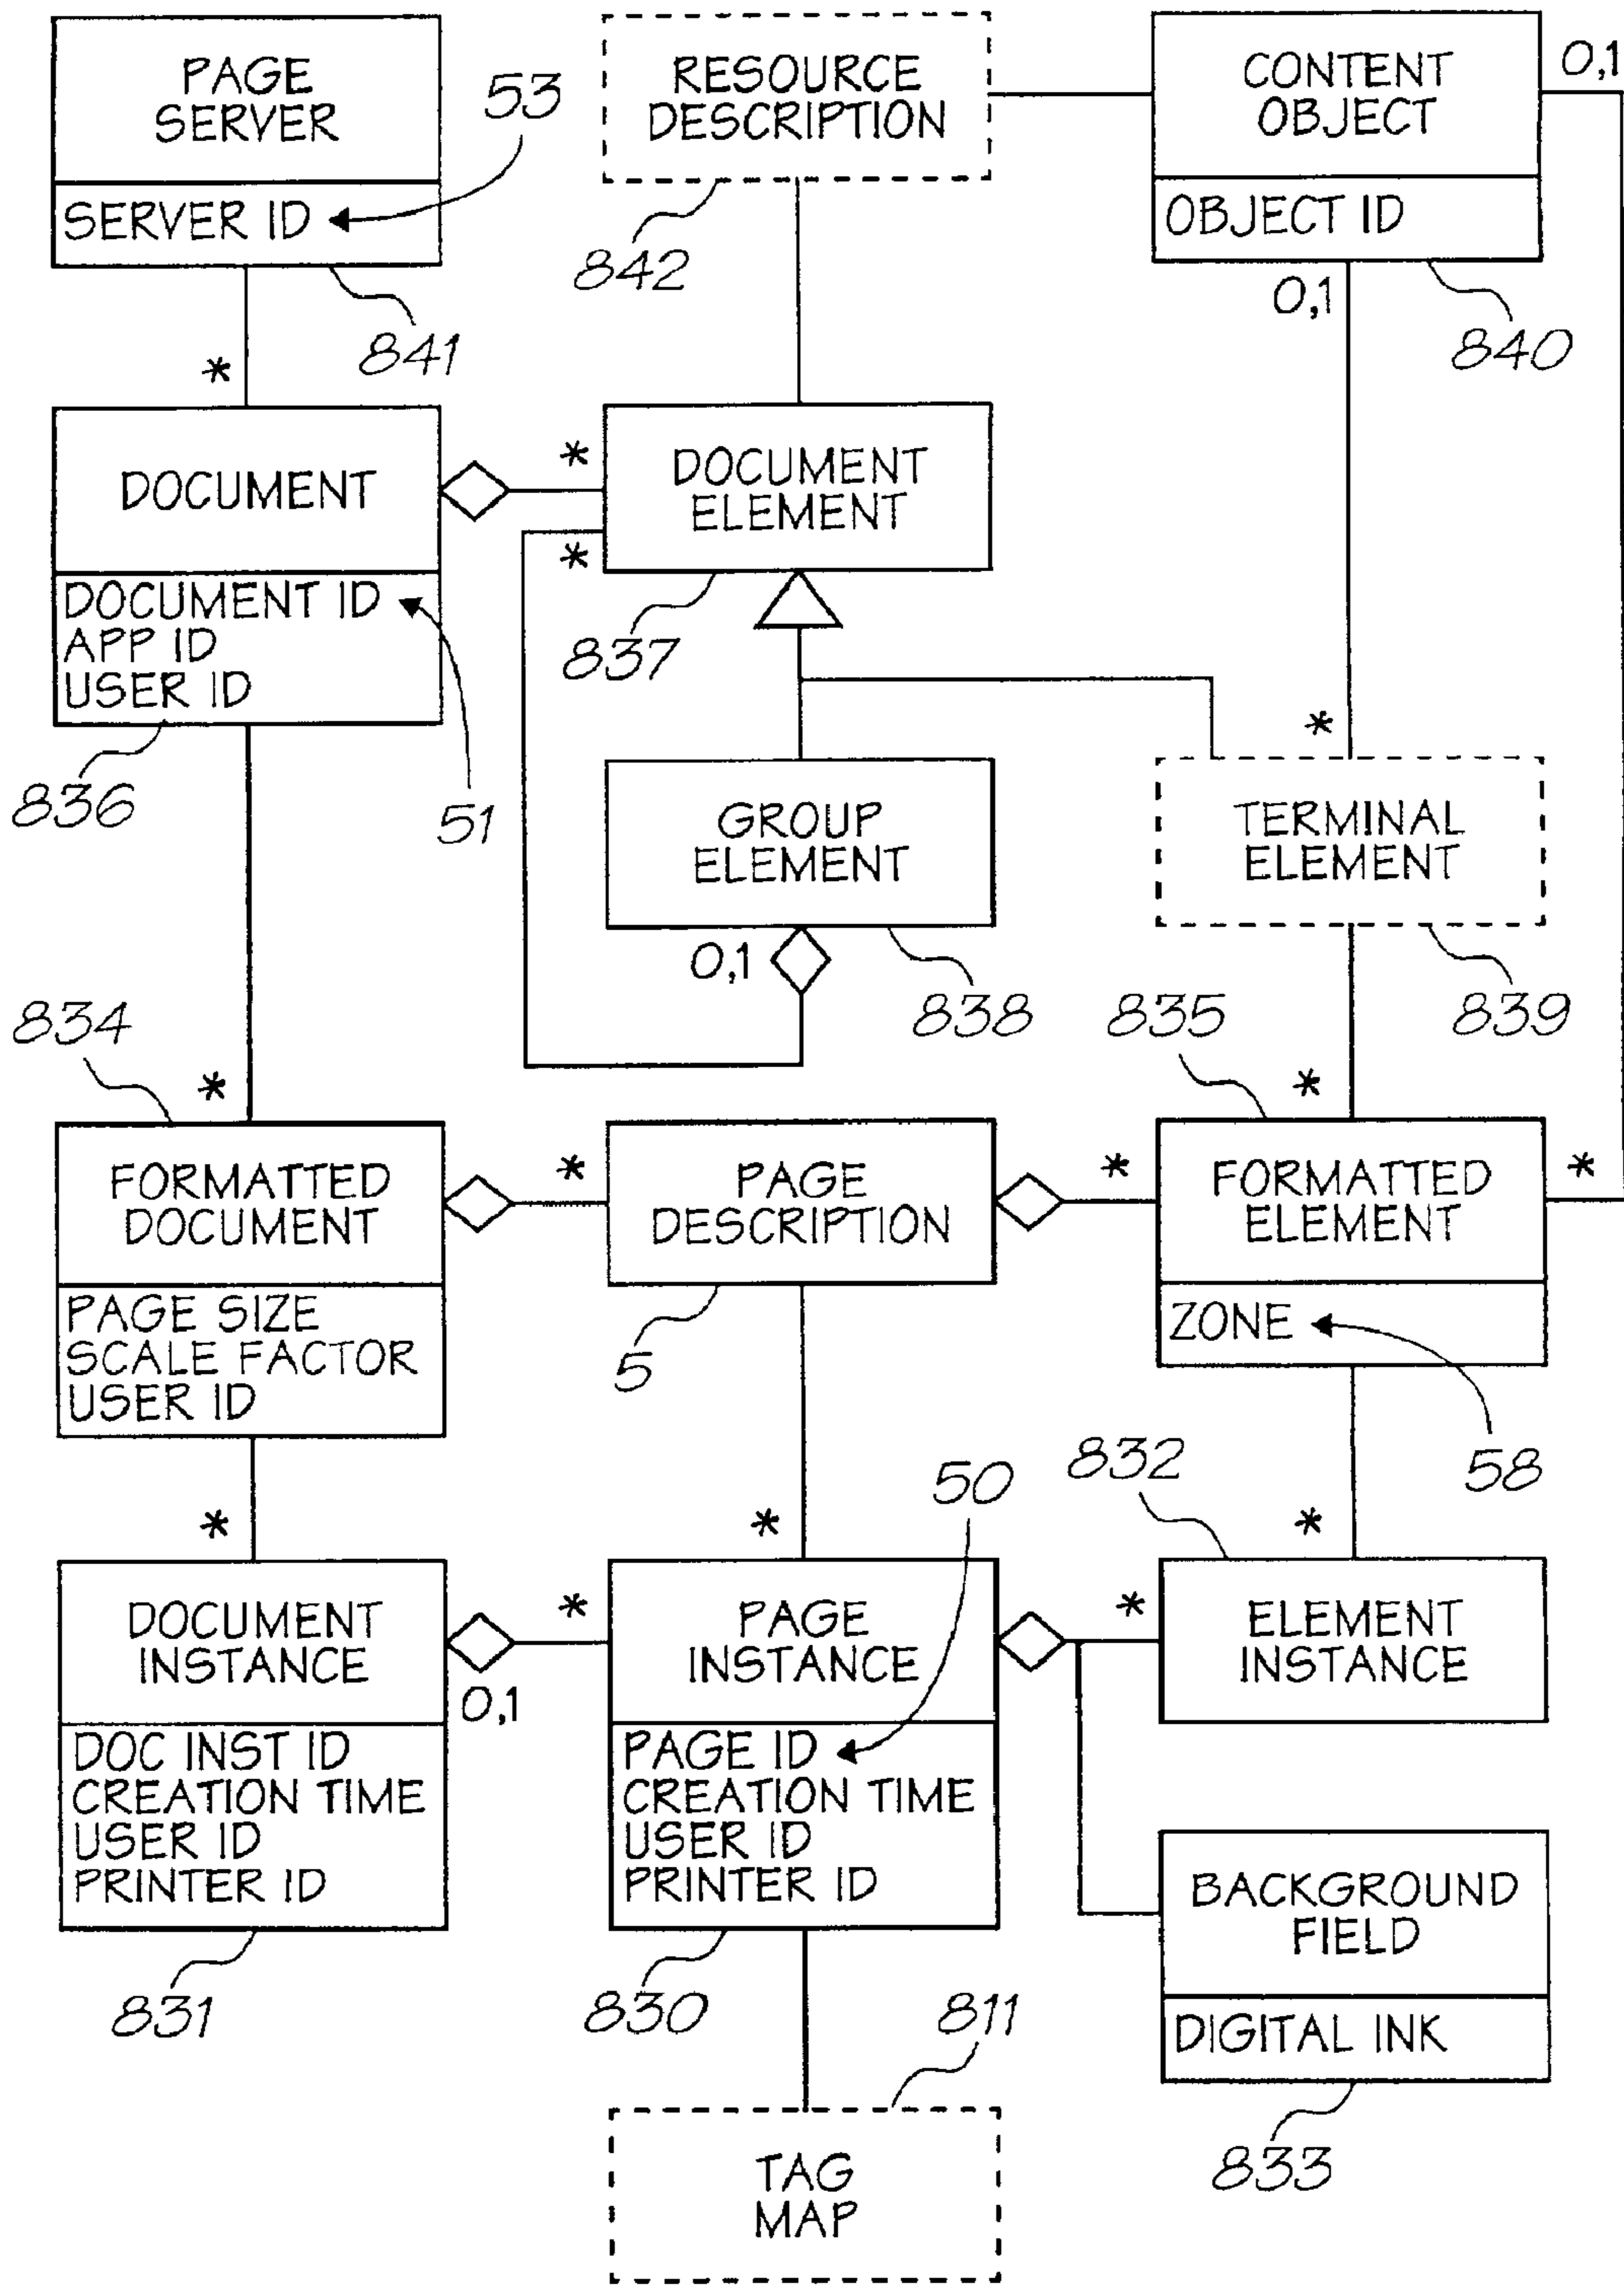 PAGE
SERVER
SERVER ID
53
841
RESOURCE
DESCRIPTION
842
CONTENT
OBJECT
OBJECT ID
0,1
0,1
840
*
DOCUMENT
DOCUMENT ID
APP ID
USER ID
836
51
*
*
DOCUMENT
ELEMENT
837
GROUP
ELEMENT
0,1
838
*
TERMINAL
ELEMENT
839
834
*
FORMATTED
DOCUMENT
PAGE SIZE
SCALE FACTOR
USER ID
*
PAGE
DESCRIPTION
5
835
*
*
FORMATTED
ELEMENT
*
ZONE
58
*
DOCUMENT
INSTANCE
0,1
DOC INST ID
CREATION TIME
USER ID
PRINTER ID
831
*
*
50
PAGE
INSTANCE
PAGE ID
CREATION TIME
USER ID
PRINTER ID
830
832
*
*
ELEMENT
INSTANCE
BACKGROUND
FIELD
DIGITAL INK
833
811
TAG
MAP